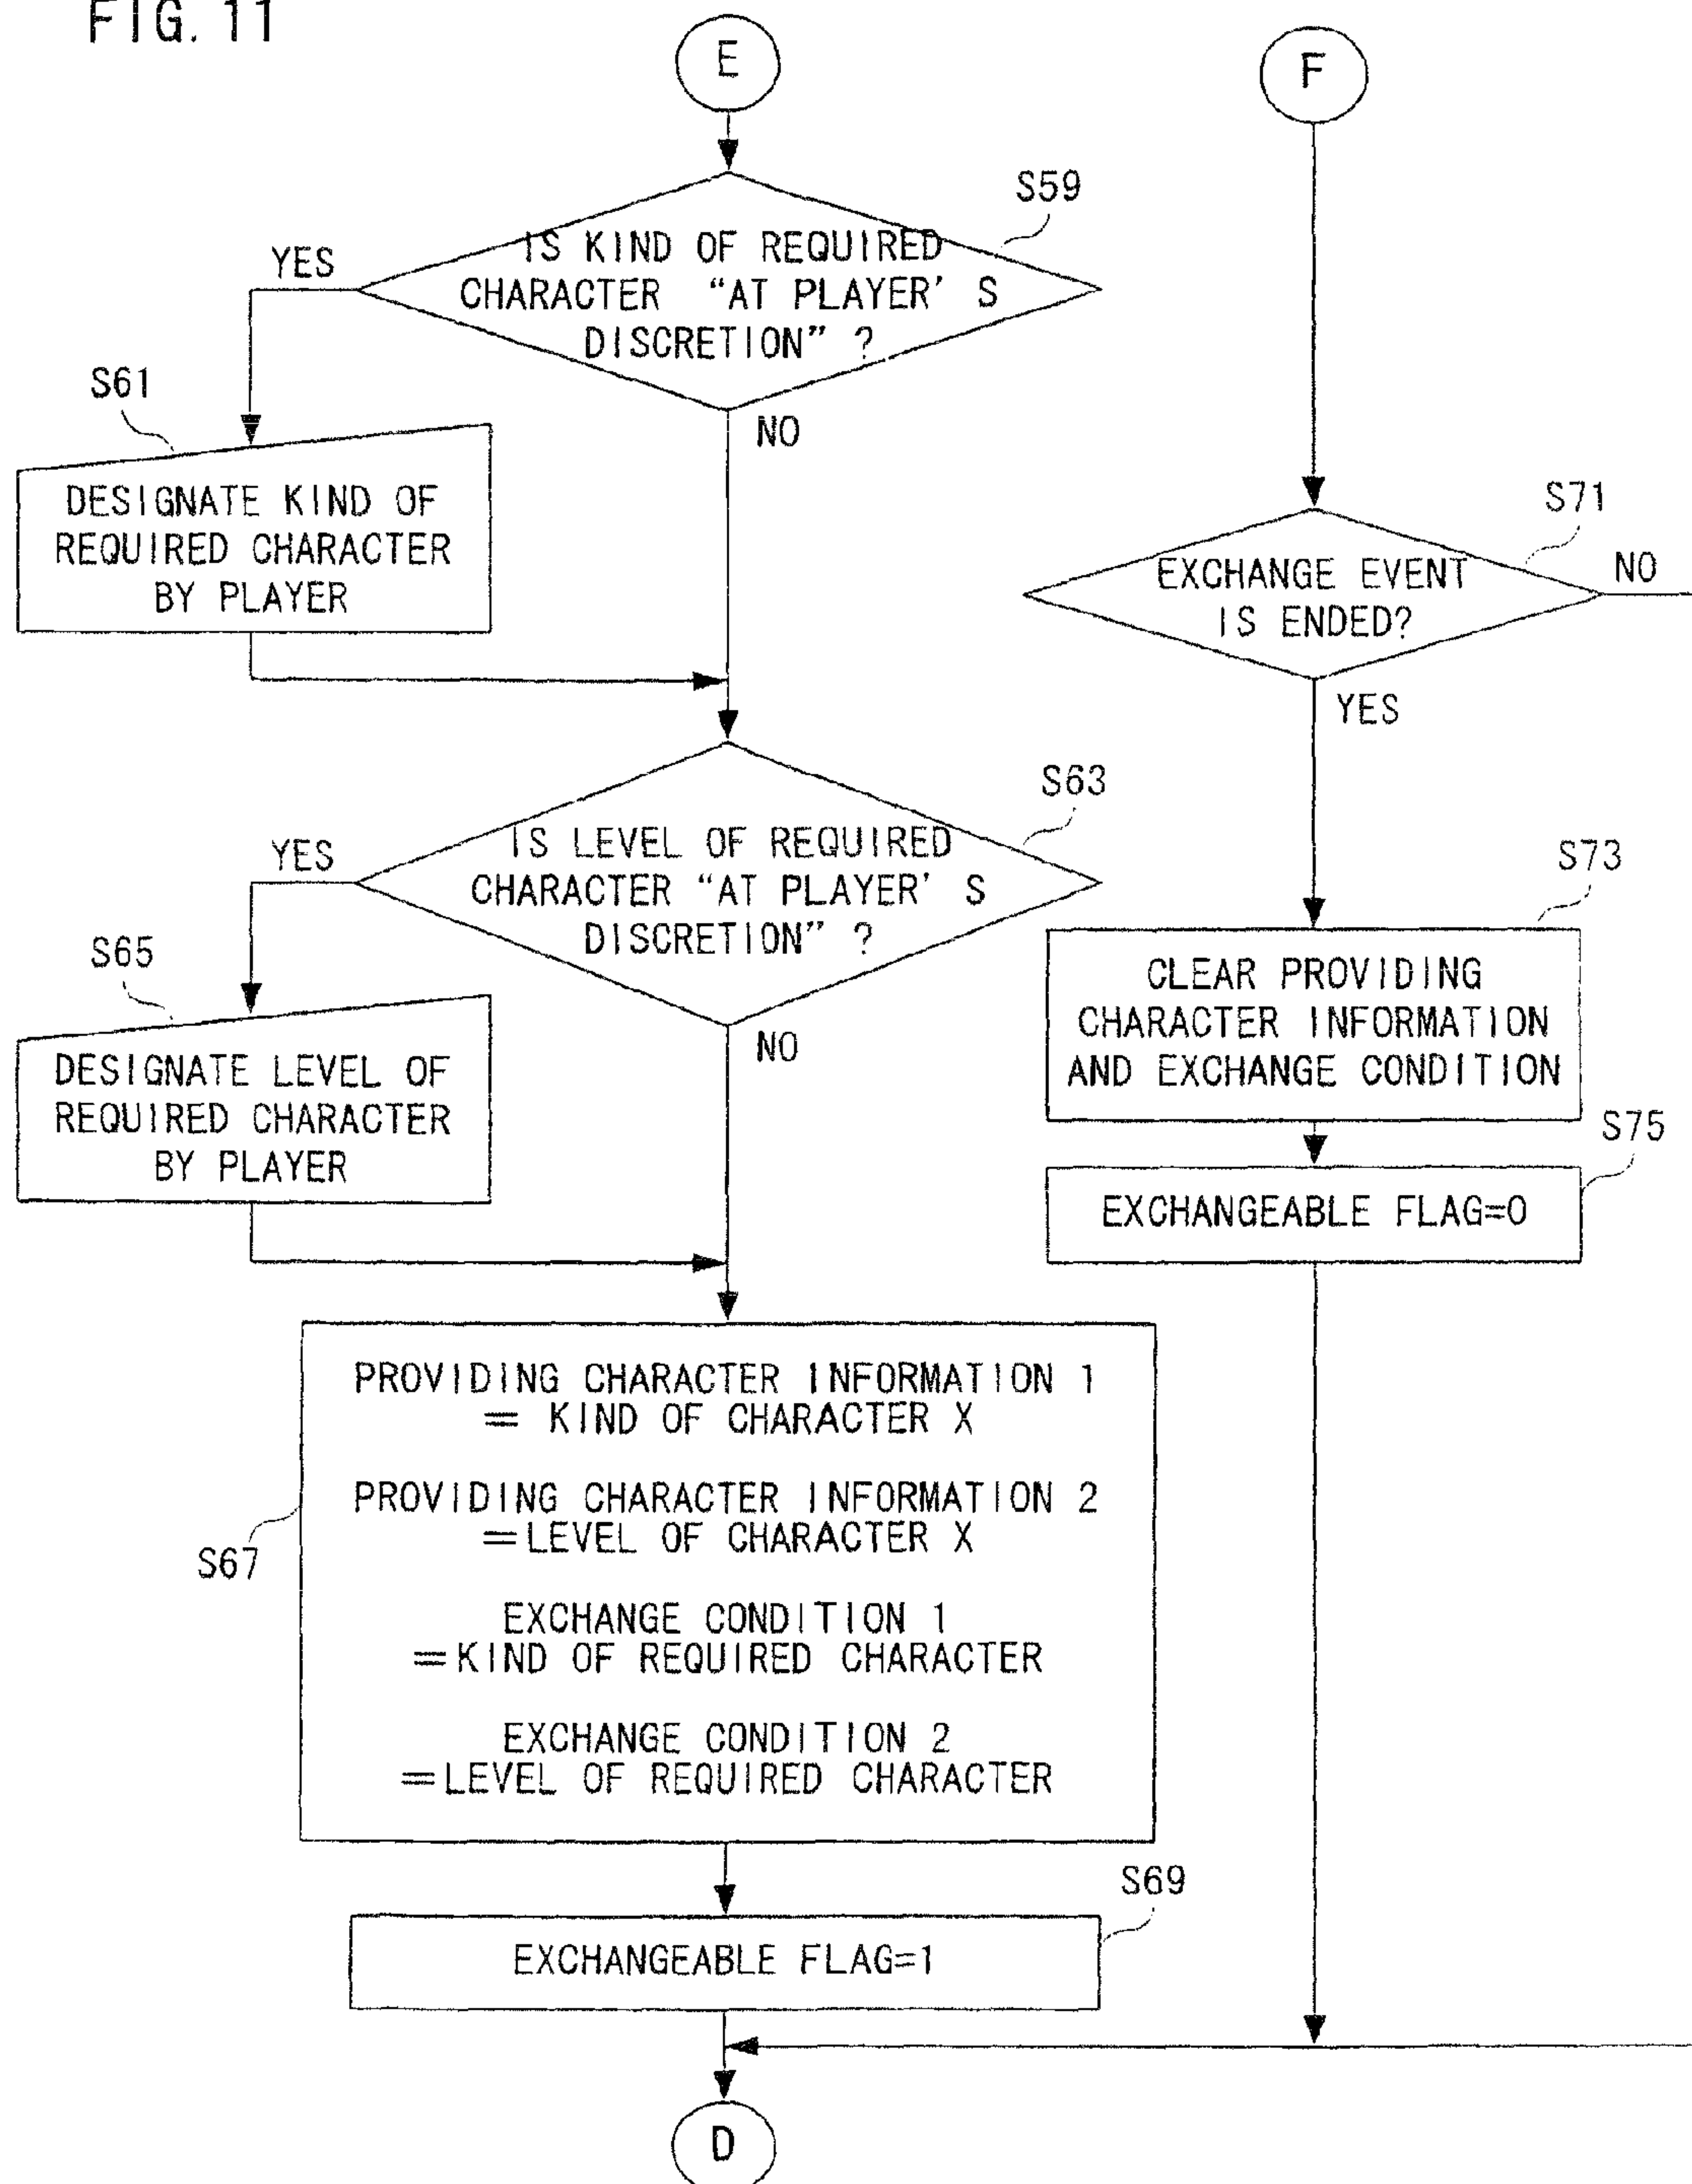 FIG. 11
E
S59
IS KIND OF REQUIRED
CHARACTER "AT PLAYER' S
DISCRETION" ?
YES
NO
S61
DESIGNATE KIND OF
REQUIRED CHARACTER
BY PLAYER
S63
IS LEVEL OF REQUIRED
CHARACTER "AT PLAYER' S
DISCRETION" ?
YES
NO
S65
DESIGNATE LEVEL OF
REQUIRED CHARACTER
BY PLAYER
S67
PROVIDING CHARACTER INFORMATION 1
= KIND OF CHARACTER X
PROVIDING CHARACTER INFORMATION 2
=LEVEL OF CHARACTER X
EXCHANGE CONDITION 1
=KIND OF REQUIRED CHARACTER
EXCHANGE CONDITION 2
=LEVEL OF REQUIRED CHARACTER
S69
EXCHANGEABLE FLAG=1
D
F
S71
EXCHANGE EVENT
IS ENDED?
NO
YES
S73
CLEAR PROVIDING
CHARACTER INFORMATION
AND EXCHANGE CONDITION
S75
EXCHANGEABLE FLAG=0